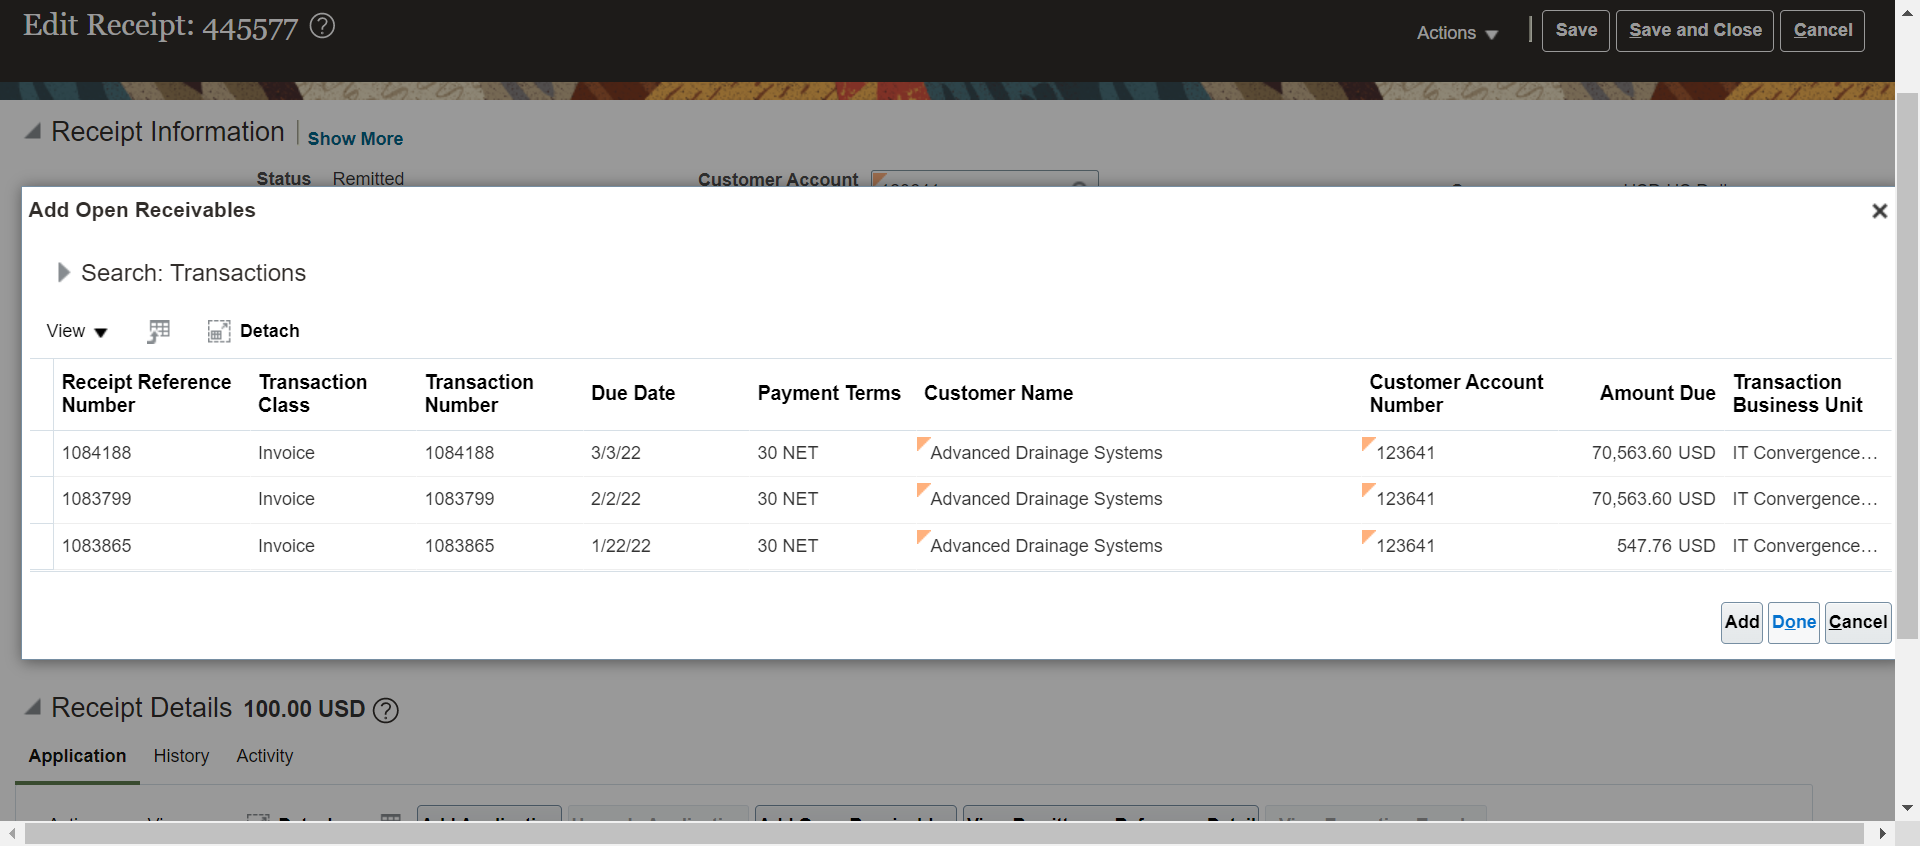 Edit Receipt: 445577 ?
Actions Save Save and Close Cancel
Receipt Information Show More
Status Remitted Customer Account
Add Open Receivables
Search: Transactions
View Detach
Receipt Reference Number Transaction Class Transaction Number Due Date Payment Terms Customer Name Customer Account Number Amount Due Transaction Business Unit
1084188 Invoice 1084188 3/3/22 30 NET Advanced Drainage Systems 123641 70,563.60 USD IT Convergence...
1083799 Invoice 1083799 2/2/22 30 NET Advanced Drainage Systems 123641 70,563.60 USD IT Convergence...
1083865 Invoice 1083865 1/22/22 30 NET Advanced Drainage Systems 123641 547.76 USD IT Convergence...
Add Done Cancel
Receipt Details 100.00 USD ?
Application History Activity